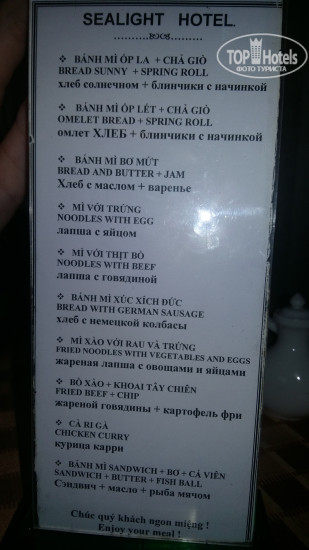 SEALIGHT HOTEL.
TOPHotels
ФОТО ТУРИСТА
❖ BÁNH MÌ ÓP LA + CHẢ GIÒ
BREAD SUNNY + SPRING ROLL
хлеб солнечном + блинчики с начинкой
❖ BÁNH MÌ ÓP LÉT + CHẢ GIÒ
OMELET BREAD + SPRING ROLL
омлет ХЛЕБ + блинчики с начинкой
❖ BÁNH MÌ BƠ MỨT
BREAD AND BUTTER + JAM
Хлеб с маслом + варенье
❖ MÌ VỚI TRỨNG
NOODLES WITH EGG
лапша с яйцом
❖ MÌ VỚI THỊT BÒ
NOODLES WITH BEEF
лапша с говядиной
❖ BÁNH MÌ XÚC XÍCH ĐỨC
BREAD WITH GERMAN SAUSAGE
хлеб с немецкой колбасы
❖ MÌ XÀO VỚI RAU VÀ TRỨNG
FRIED NOODLES WITH VEGETABLES AND EGGS
жареная лапша с овощами и яйцами
❖ BÒ XÀO + KHOAI TÂY CHIÊN
FRIED BEEF + CHIP
жареной говядины + картофель фри
❖ CÀ RI GÀ
CHICKEN CURRY
курица карри
❖ BÁNH MÌ SANDWICH + BƠ + CÁ VIÊN
SANDWICH + BUTTER + FISH BALL
Сэндвич + масло + рыба мячом
Chúc quý khách ngon miệng !
Enjoy your meal !